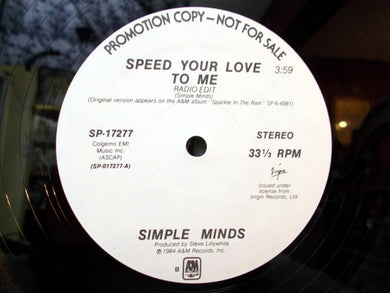 PROMOTION COPY—NOT FOR SALE
SPEED YOUR LOVE
TO ME 3:59
RADIO EDIT
(Simple Minds)
(Original version appears on the A&M album "Sparkle In The Rain" SP-6-4981)
SP-17277
Colgems EMI
Music Inc.
(ASCAP)
(SP-017277-A)
STEREO
33⅓ RPM
Virgin
Issued under
license from
Virgin Records, Ltd.
SIMPLE MINDS
Produced by Steve Lillywhite
℗ 1984 A&M Records, Inc.
B
A&M
RECORDS